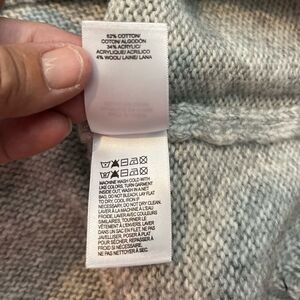 62% COTTON/
COTON/ALGODÓN
34% ACRYLIC/
ACRYLIQUE/ACRILICO
4% WOOL/ LAINE/ LANA
MACHINE WASH COLD WITH
LIKE COLORS, TURN GARMENT
INSIDE OUT, WASH IN A NET
BAG, DO NOT BLEACH, LAY FLAT
TO DRY, COOL IRON IF
NECESSARY. DO NOT DRY CLEAN.
LAVER À LA MACHINE À L'EAU
FROIDE, LAVER AVEC COULEURS
SIMILAIRES, TOURNER LE
VÊTEMENT À L'ENVERS, LAVER
DANS UN SAC EN FILET, NE PAS
JAVELLISER, POSER À PLAT
POUR SÉCHER, REPASSER À
FROID SI NÉCESSAIRE.
NE PAS NETTOYER À SEC.